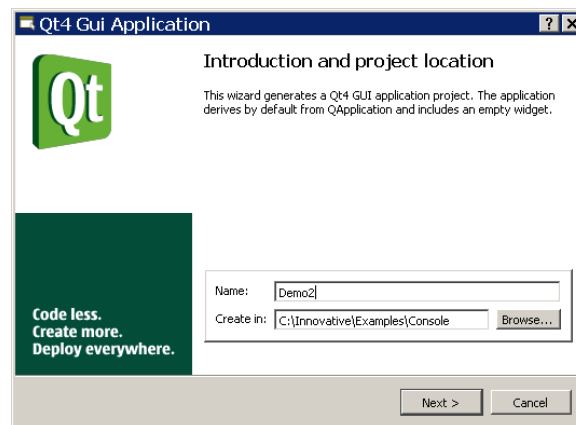 Qt4 Gui Application
Qt
Introduction and project location
This wizard generates a Qt4 GUI application project. The application
derives by default from QApplication and includes an empty widget.
Name:
Demo2
Create in:
C:\Innovative\Examples\Console
Browse...
Code less.
Create more.
Deploy everywhere.
Next >
Cancel